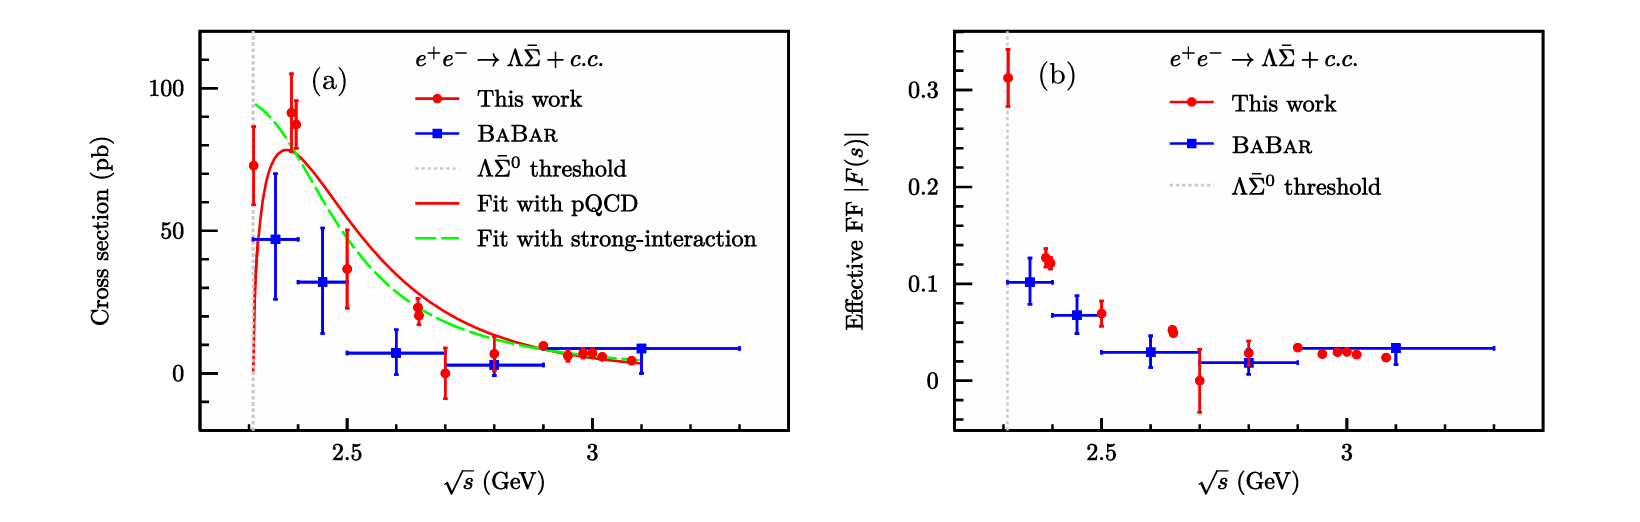 e⁺e⁻ → ΛΣ̄ + c.c.
(a)
This work
BABAR
ΛΣ̄⁰ threshold
Fit with pQCD
Fit with strong-interaction
100
50
0
Cross section (pb)
2.5
3
√s (GeV)
e⁺e⁻ → ΛΣ̄ + c.c.
(b)
This work
BABAR
ΛΣ̄⁰ threshold
0.3
0.2
0.1
0
Effective FF |F(s)|
2.5
3
√s (GeV)